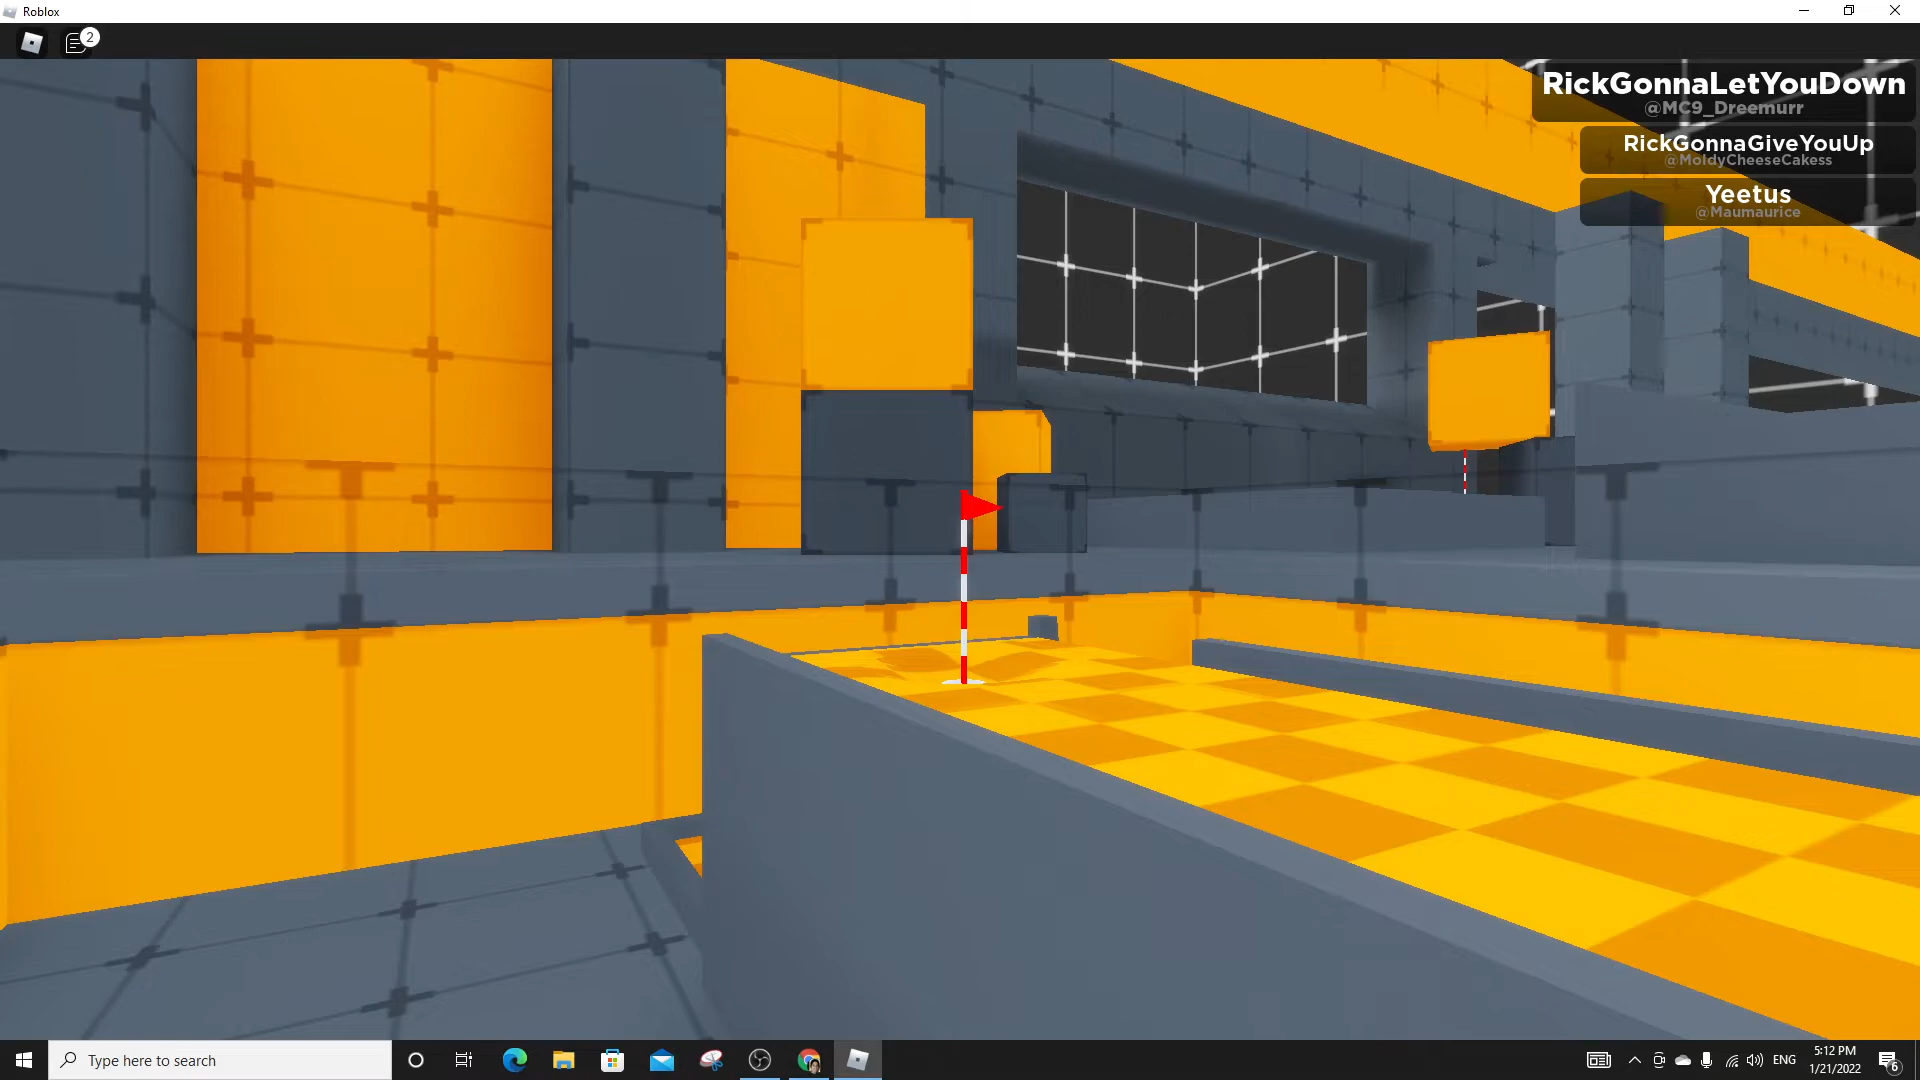 Roblox
2
RickGonnaLetYouDown
@MC9_Dreemurr
RickGonnaGiveYouUp
@MoldyCheeseCakess
Yeetus
@Maumaurice
Type here to search
ENG
5:12 PM
1/21/2022
6